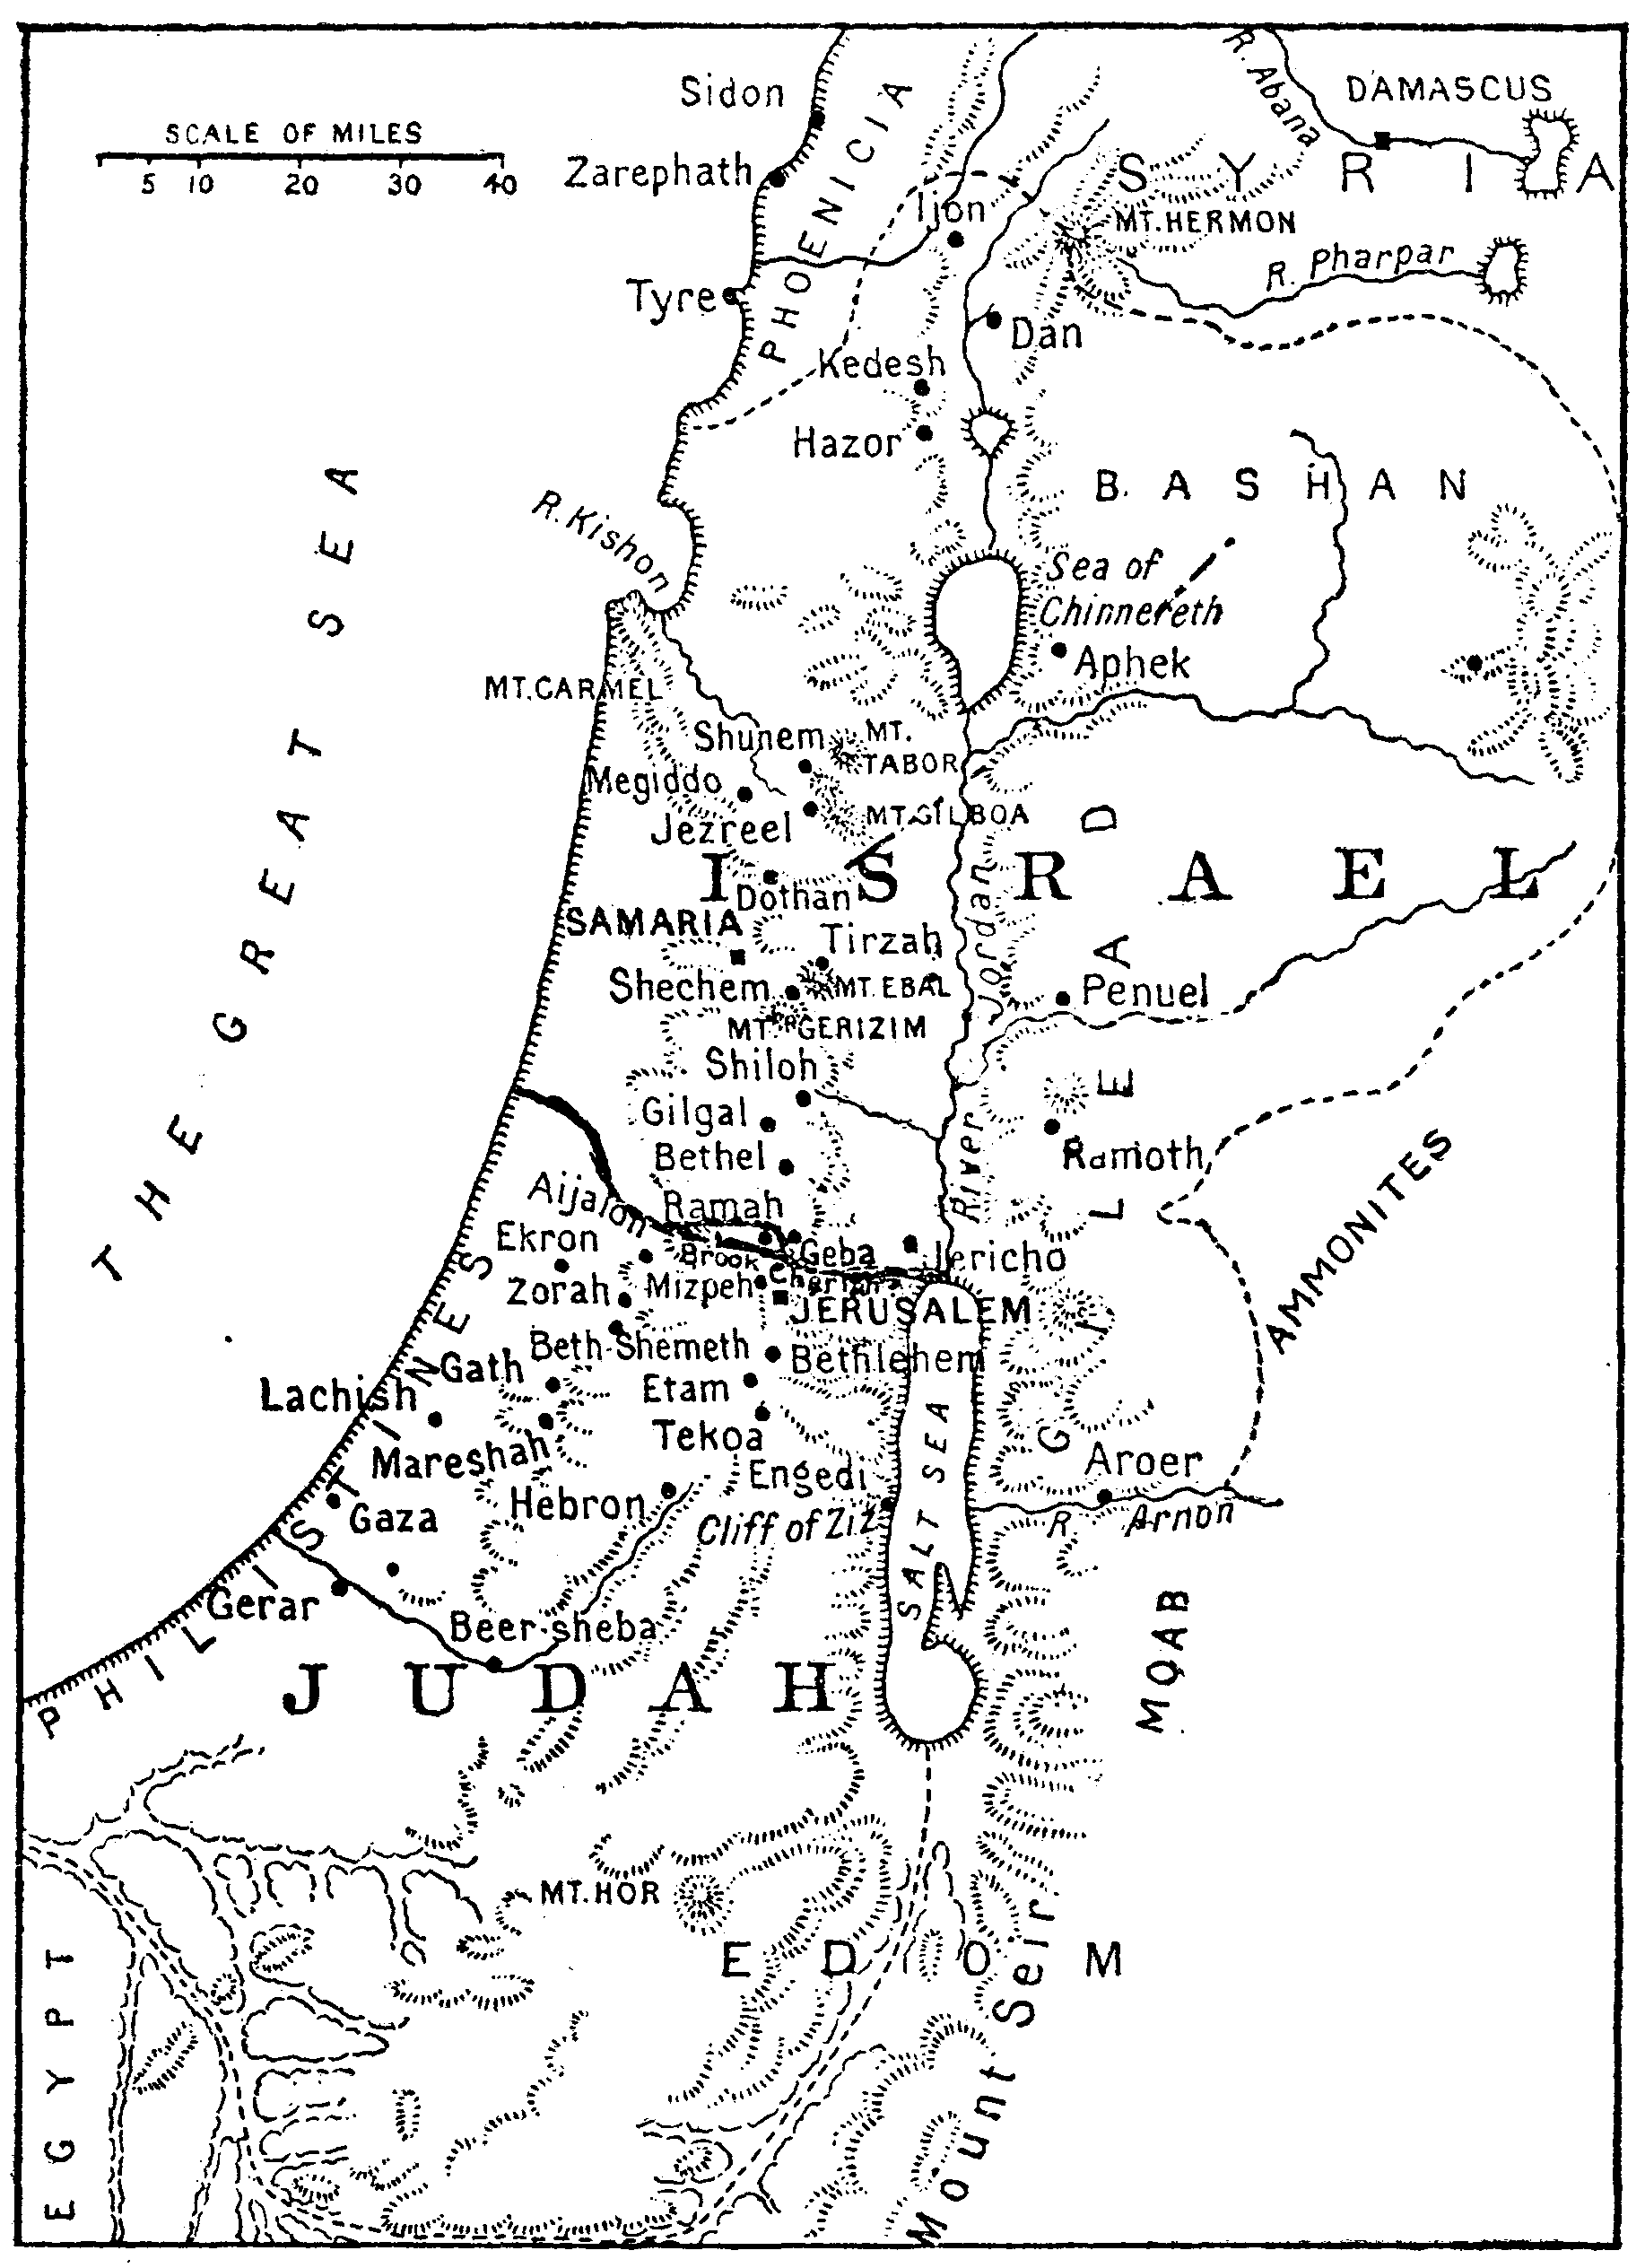 Sidon
R. Abana
DAMASCUS
SCALE OF MILES
5 10 20 30 40
Zarephath
PHOENICIA
SYRIA
Ijon
MT. HERMON
R. Pharpar
Tyre
Dan
Kedesh
Hazor
BASHAN
THE GREAT SEA
R. Kishon
Sea of
Chinnereth
Aphek
MT. CARMEL
Shunem
MT.
TABOR
Megiddo
MT. GILBOA
Jezreel
ISRAEL
Dothan
SAMARIA
Tirzah
Shechem
MT. EBAL
Penuel
MT. GERIZIM
River Jordan
Shiloh
Gilgal
Ramoth
GILEAD
Bethel
AMMONITES
Aijalon
Ramah
Ekron
Geba
Jericho
Brook Cherith
Zorah
Mizpeh
JERUSALEM
Beth-Shemeth
Bethlehem
Gath
Etam
Lachish
Tekoa
Mareshah
Engedi
Aroer
Hebron
Cliff of Ziz
SALT SEA
R. Arnon
Gaza
PHILISTINES
Gerar
Beer-sheba
MOAB
JUDAH
MT. HOR
EDOM
Mount Seir
EGYPT